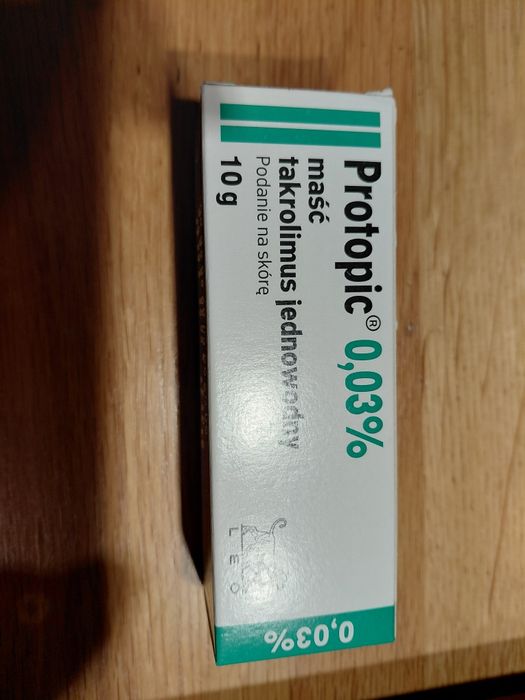 Protopic® 0,03%
maść
takrolimus jednowodny
Podanie na skórę
10 g
LEO
0,03%